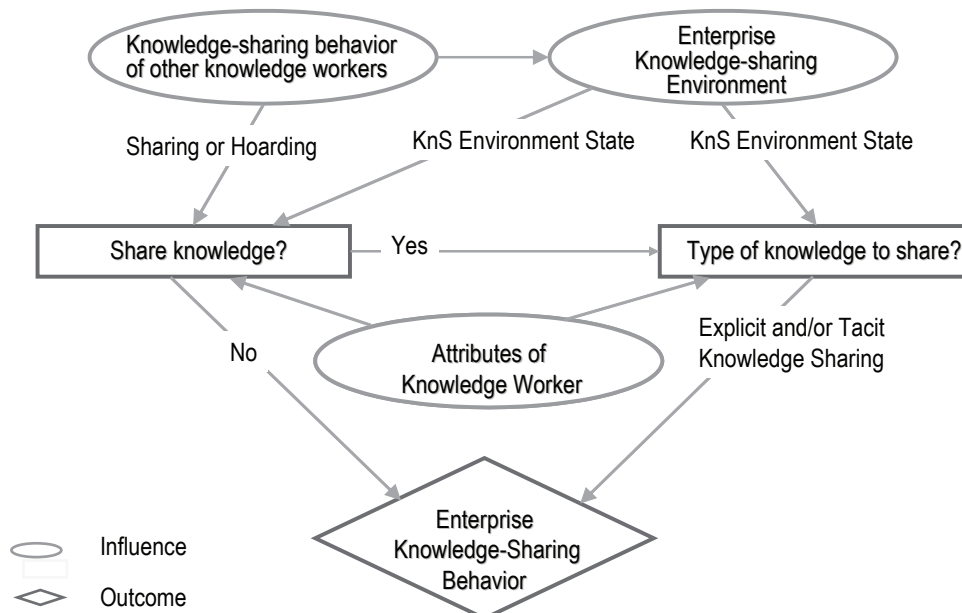 Knowledge-sharing behavior
of other knowledge workers
Enterprise
Knowledge-sharing
Environment
Sharing or Hoarding
KnS Environment State
KnS Environment State
Share knowledge?
Yes
Type of knowledge to share?
No
Attributes of
Knowledge Worker
Explicit and/or Tacit
Knowledge Sharing
Enterprise
Knowledge-Sharing
Behavior
Influence
Outcome